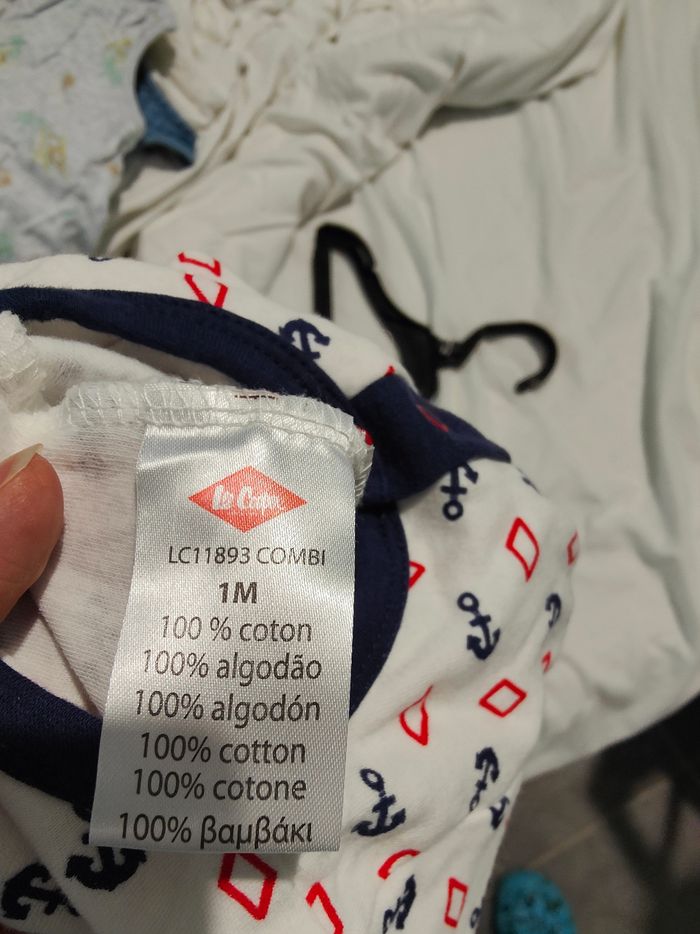 Lee Cooper
LC11893 COMBI
1M
100 % coton
100% algodão
100% algodón
100% cotton
100% cotone
100% βαμβάκι